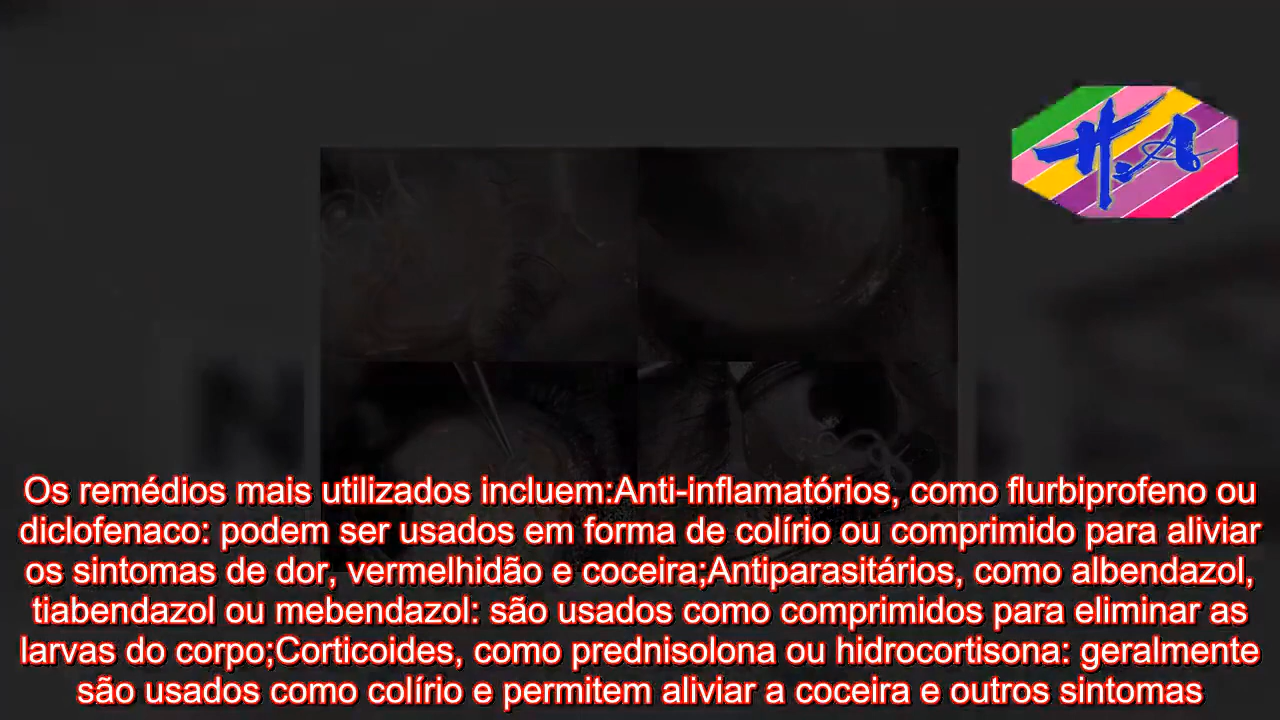 H.A
Os remédios mais utilizados incluem:Anti-inflamatórios, como flurbiprofeno ou
diclofenaco: podem ser usados em forma de colírio ou comprimido para aliviar
os sintomas de dor, vermelhidão e coceira;Antiparasitários, como albendazol,
tiabendazol ou mebendazol: são usados como comprimidos para eliminar as
larvas do corpo;Corticoides, como prednisolona ou hidrocortisona: geralmente
são usados como colírio e permitem aliviar a coceira e outros sintomas